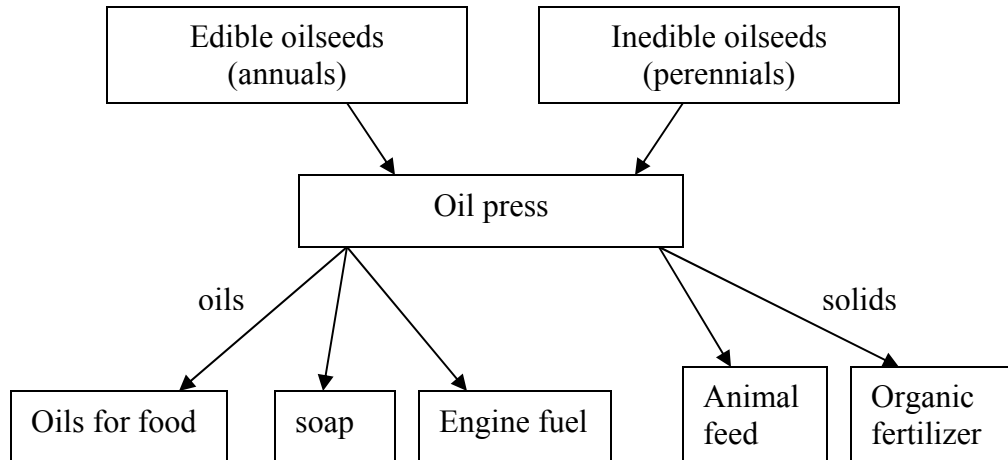 Edible oilseeds
(annuals)
Inedible oilseeds
(perennials)
Oil press
oils
solids
Oils for food
soap
Engine fuel
Animal
feed
Organic
fertilizer